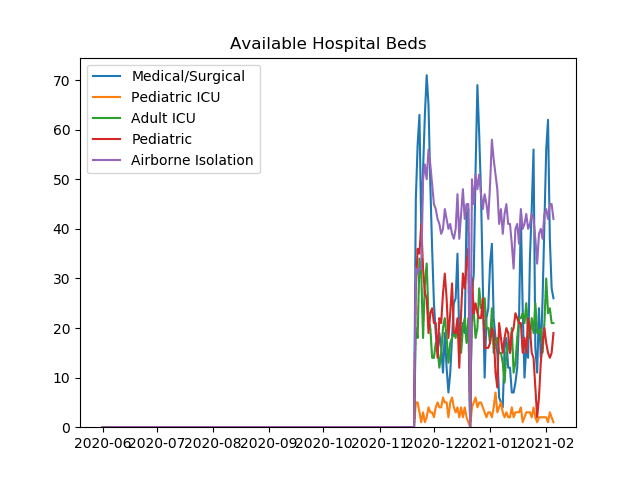 Available Hospital Beds
Medical/Surgical
Pediatric ICU
Adult ICU
Pediatric
Airborne Isolation
70
60
50
40
30
20
10
0
2020-06 2020-07 2020-08 2020-09 2020-10 2020-11 2020-12 2021-01 2021-02